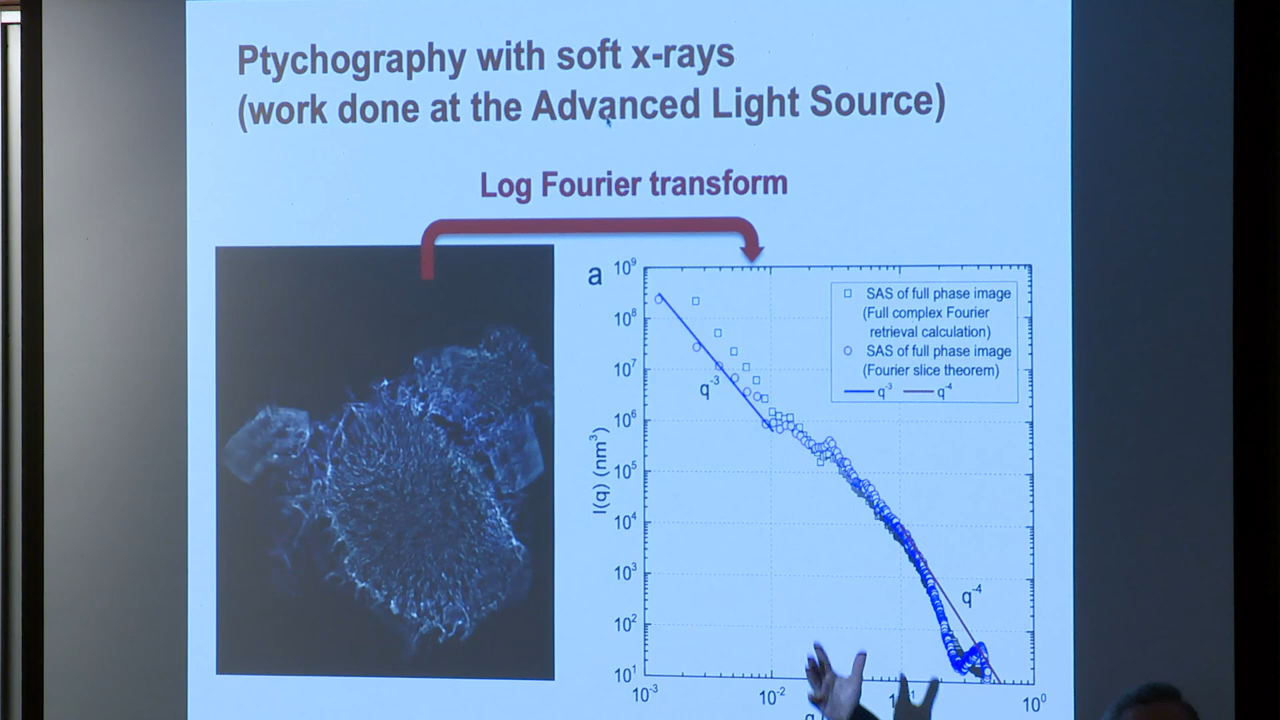 Ptychography with soft x-rays
(work done at the Advanced Light Source)
Log Fourier transform
a
10⁹
10⁸
10⁷
10⁶
10⁵
10⁴
10³
10²
10¹
I(q) (nm³)
SAS of full phase image
(Full complex Fourier
retrieval calculation)
SAS of full phase image
(Fourier slice theorem)
q⁻³ q⁻⁴
q⁻³
q⁻⁴
10⁻³ 10⁻² 10⁰